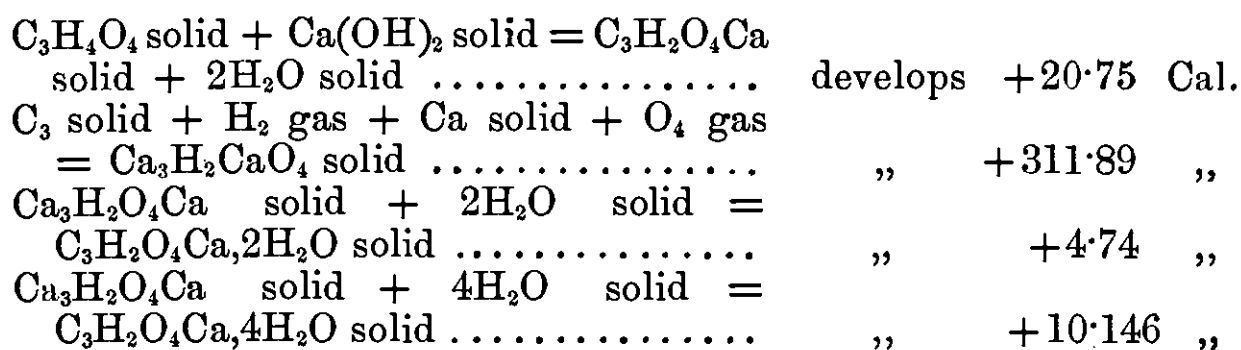 C₃H₄O₄ solid + Ca(OH)₂ solid = C₃H₂O₄Ca
solid + 2H₂O solid ................. develops +20·75 Cal.
C₃ solid + H₂ gas + Ca solid + O₄ gas
= Ca₃H₂CaO₄ solid ................. „ +311·89 „
Ca₃H₂O₄Ca solid + 2H₂O solid =
C₃H₂O₄Ca,2H₂O solid ............... „ +4·74 „
Ca₃H₂O₄Ca solid + 4H₂O solid =
C₃H₂O₄Ca,4H₂O solid ............... „ +10·146 „